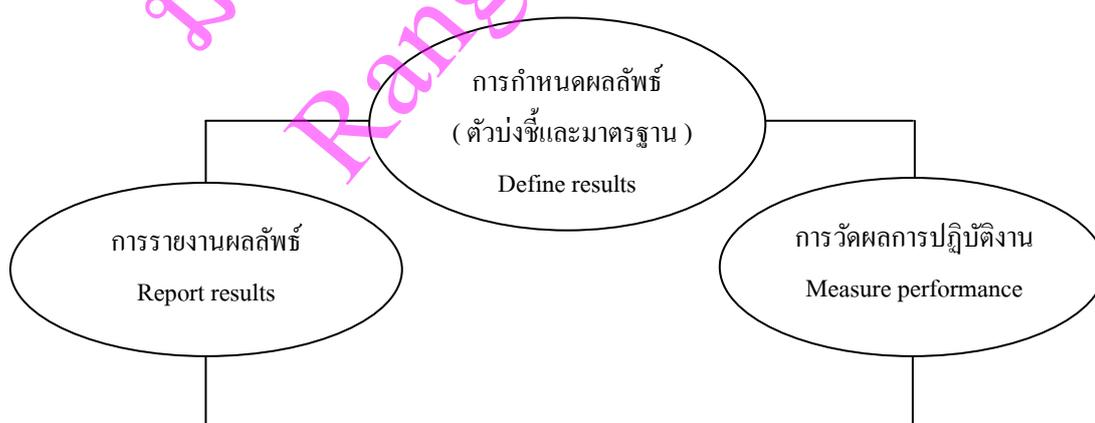 การกำหนดผลลัพธ์
( ตัวบ่งชี้และมาตรฐาน )
Define results
การรายงานผลลัพธ์
Report results
การวัดผลการปฏิบัติงาน
Measure performance
Rang